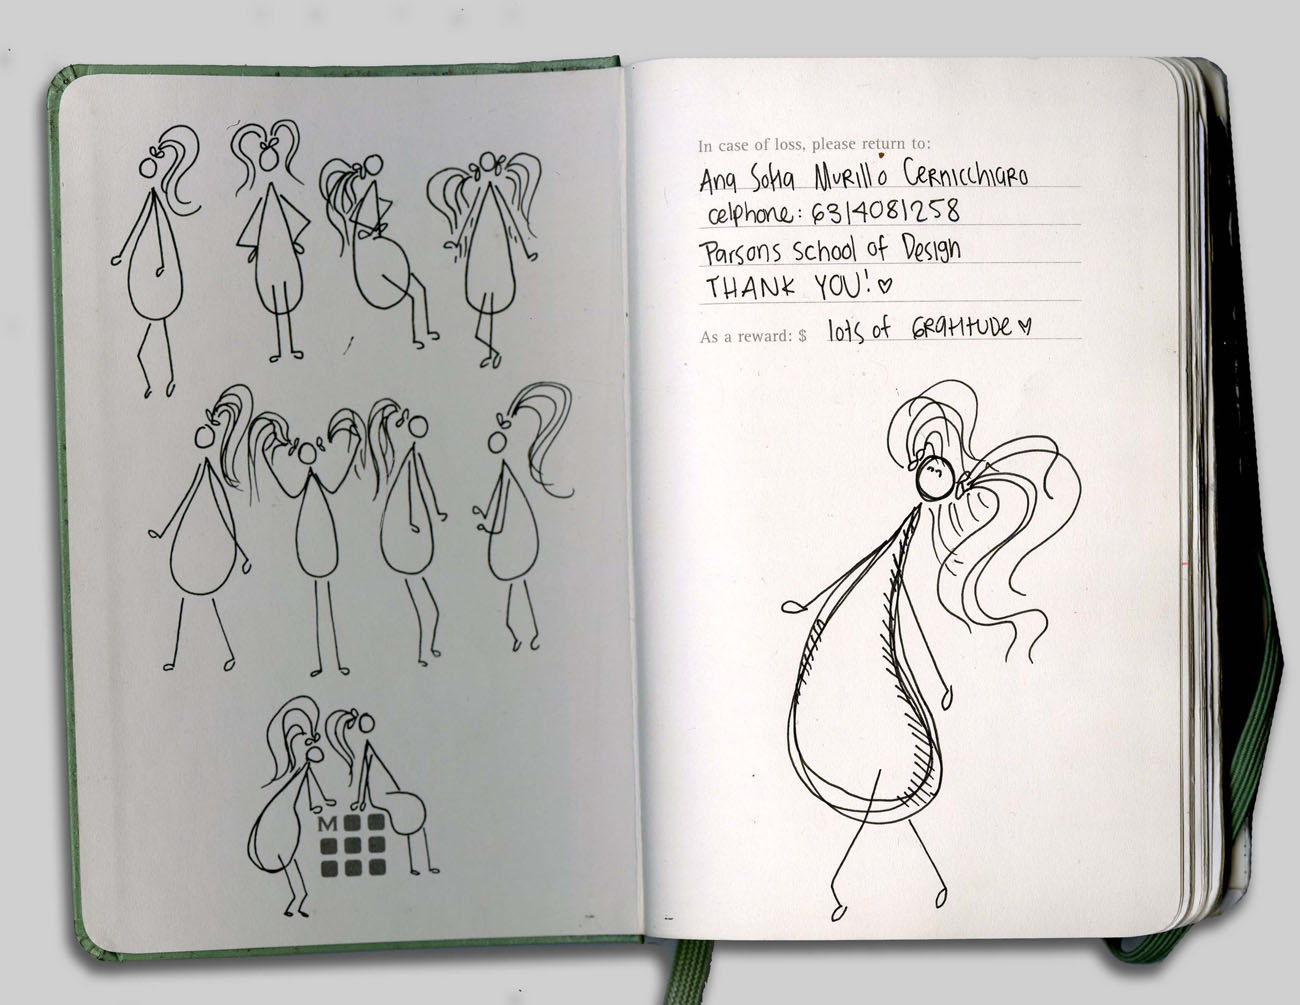 In case of loss, please return to:
Ana Sofia Murillo Cernicchiaro
celphone: 6314081258
Parsons School of Design
THANK YOU! ♡
As a reward: $ lots of GRATITUDE ♡
M